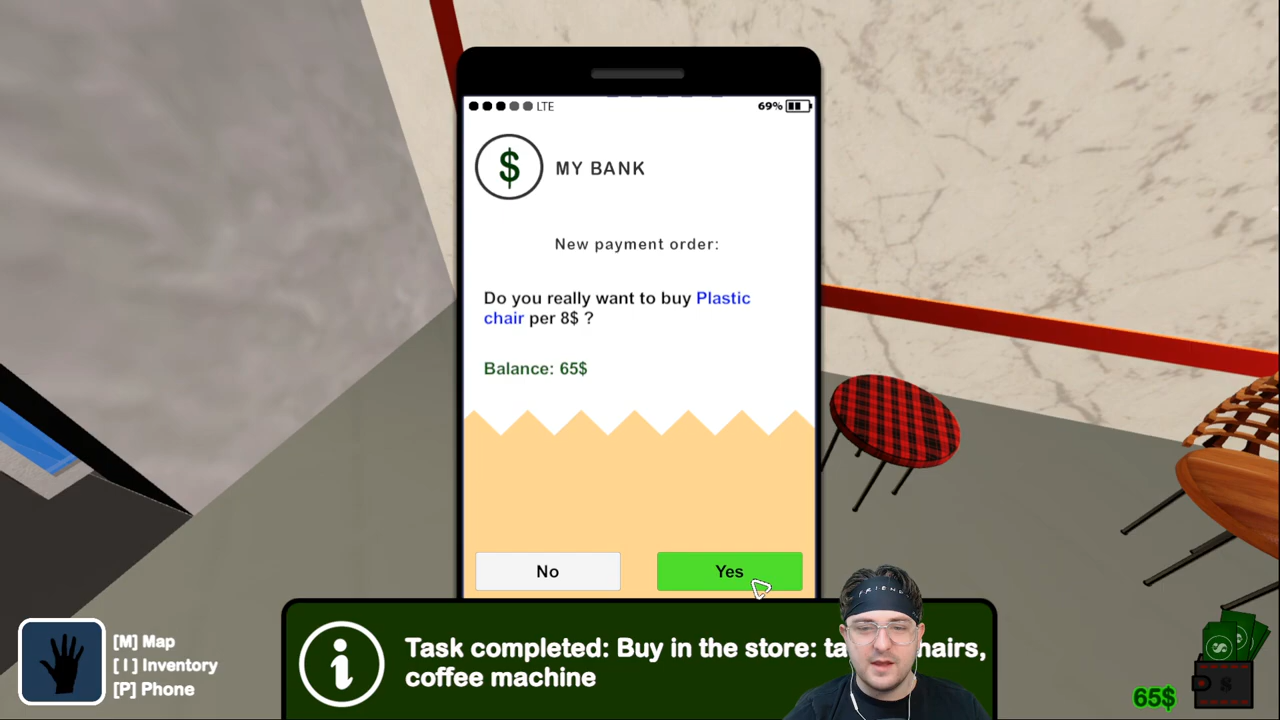 LTE
69%
$
MY BANK
New payment order:
Do you really want to buy Plastic
chair per 8$ ?
Balance: 65$
No
Yes
[M] Map
[ I ] Inventory
[P] Phone
i
Task completed: Buy in the store: hairs,
coffee machine
65$